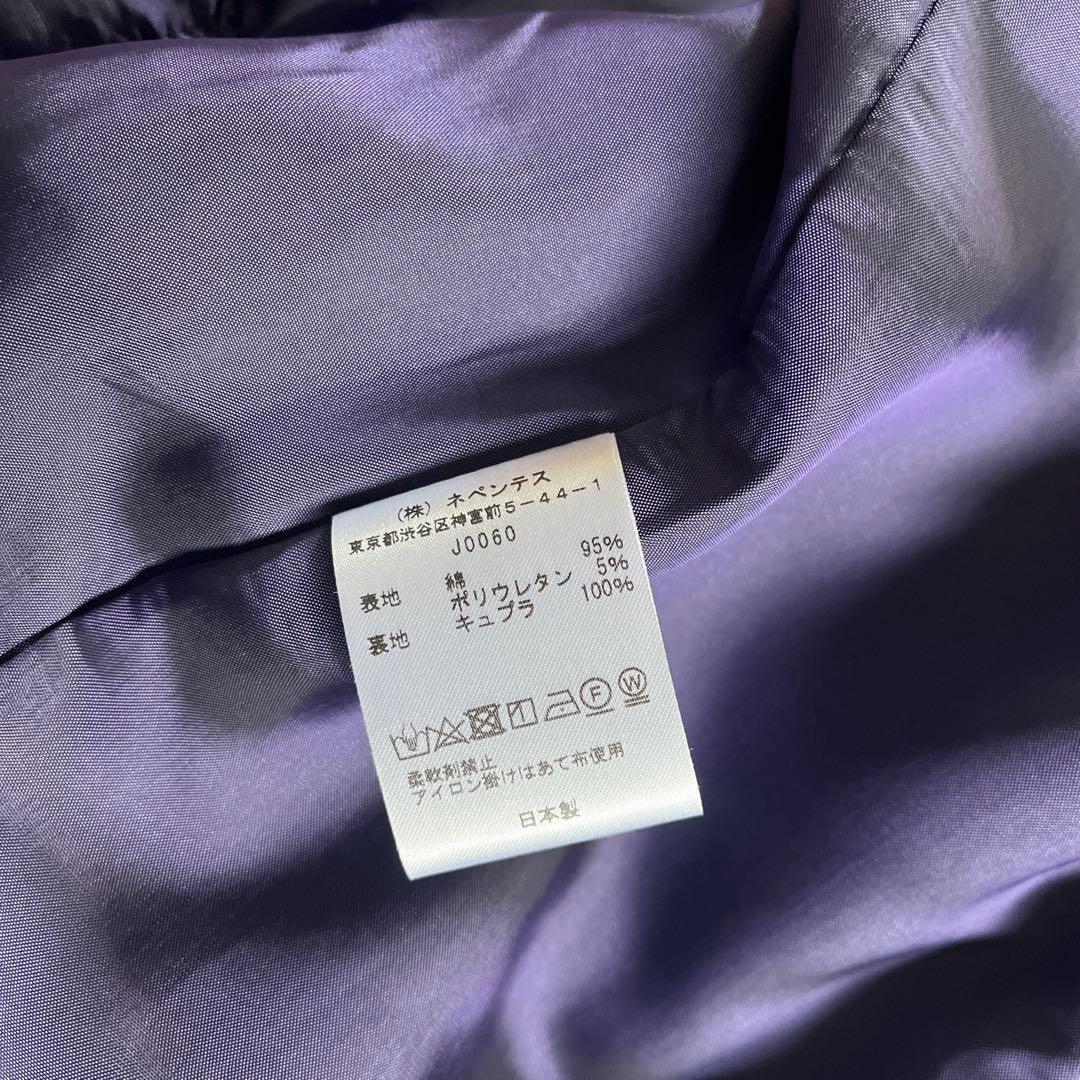 (株) ネペンテス
東京都渋谷区神宮前5-44-1
J0060
表地 綿 95%
ポリウレタン 5%
裏地 キュプラ 100%
F W
柔軟剤禁止
アイロン掛けはあて布使用
日本製